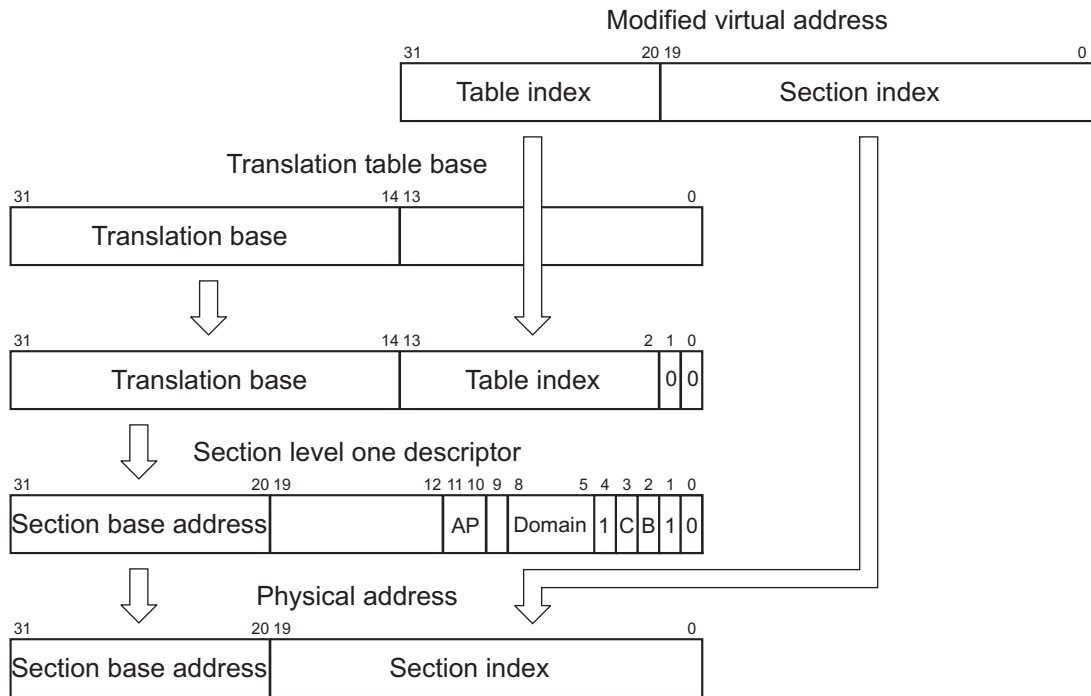 Modified virtual address
31 20 19 0
Table index Section index
Translation table base
31 14 13 0
Translation base
31 14 13 2 1 0
Translation base Table index 0 0
Section level one descriptor
31 20 19 12 11 10 9 8 5 4 3 2 1 0
Section base address AP Domain 1 C B 1 0
Physical address
31 20 19 0
Section base address Section index